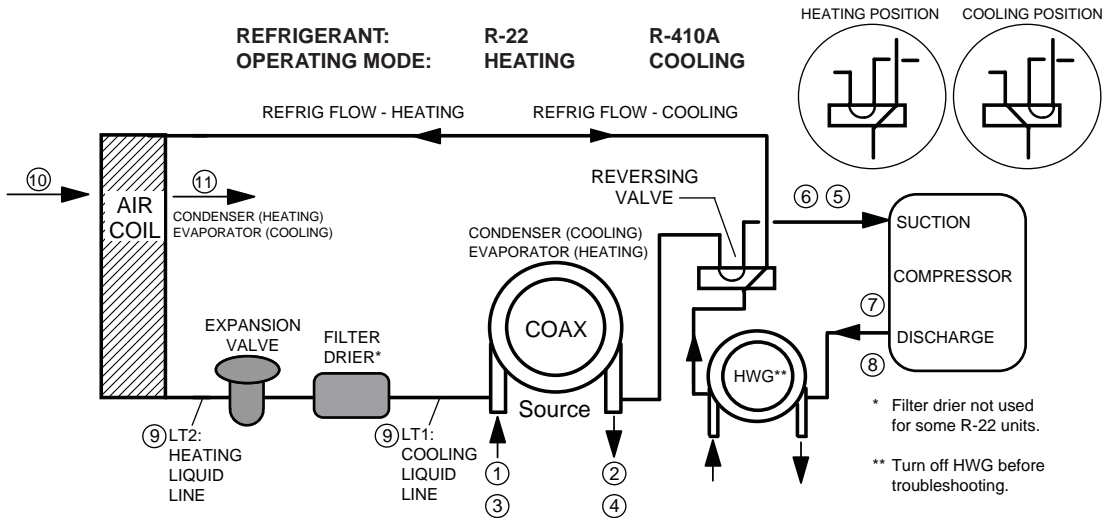 HEATING POSITION
COOLING POSITION
REFRIGERANT: R-22 R-410A
OPERATING MODE: HEATING COOLING
REFRIG FLOW - HEATING
REFRIG FLOW - COOLING
⑩
⑪
AIR
COIL
CONDENSER (HEATING)
EVAPORATOR (COOLING)
CONDENSER (COOLING)
EVAPORATOR (HEATING)
REVERSING
VALVE
⑥ ⑤
SUCTION
COMPRESSOR
⑦
DISCHARGE
⑧
EXPANSION
VALVE
FILTER
DRIER*
COAX
Source
HWG**
⑨ LT2:
HEATING
LIQUID
LINE
⑨ LT1:
COOLING
LIQUID
LINE
①
③
②
④
* Filter drier not used
for some R-22 units.
** Turn off HWG before
troubleshooting.